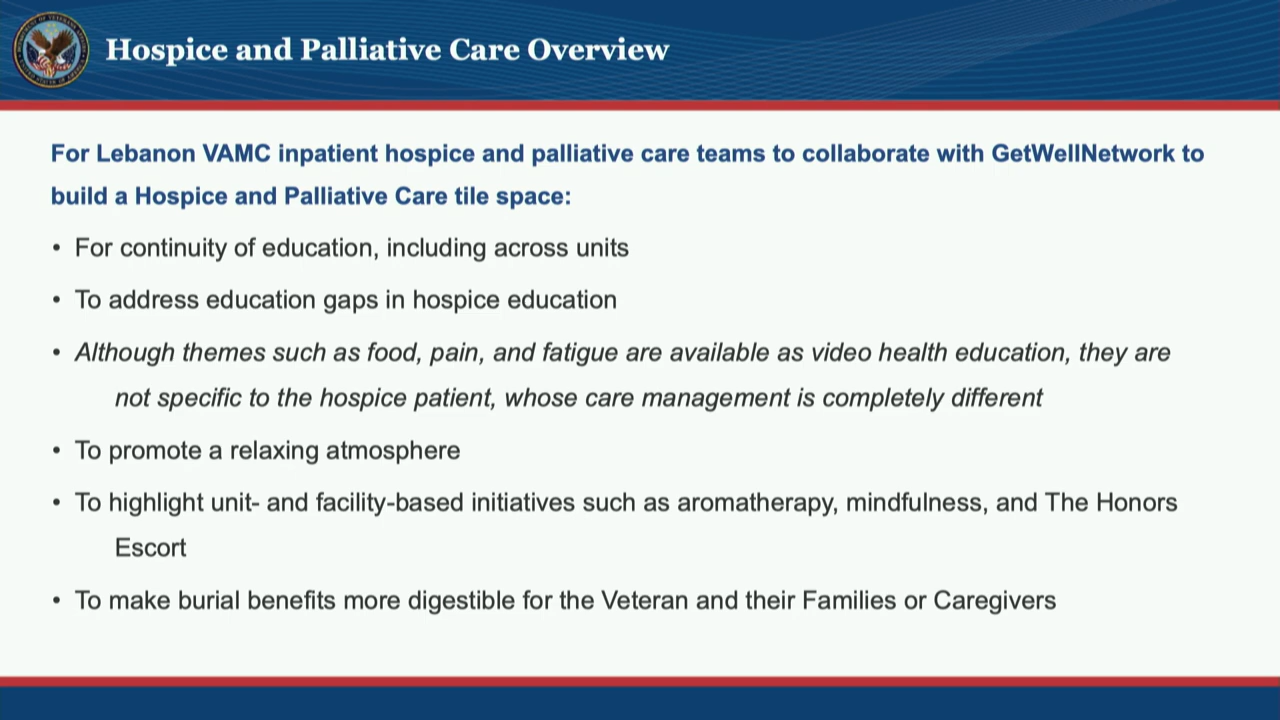 Hospice and Palliative Care Overview
For Lebanon VAMC inpatient hospice and palliative care teams to collaborate with GetWellNetwork to
build a Hospice and Palliative Care tile space:
• For continuity of education, including across units
• To address education gaps in hospice education
• Although themes such as food, pain, and fatigue are available as video health education, they are
not specific to the hospice patient, whose care management is completely different
• To promote a relaxing atmosphere
• To highlight unit- and facility-based initiatives such as aromatherapy, mindfulness, and The Honors
Escort
• To make burial benefits more digestible for the Veteran and their Families or Caregivers